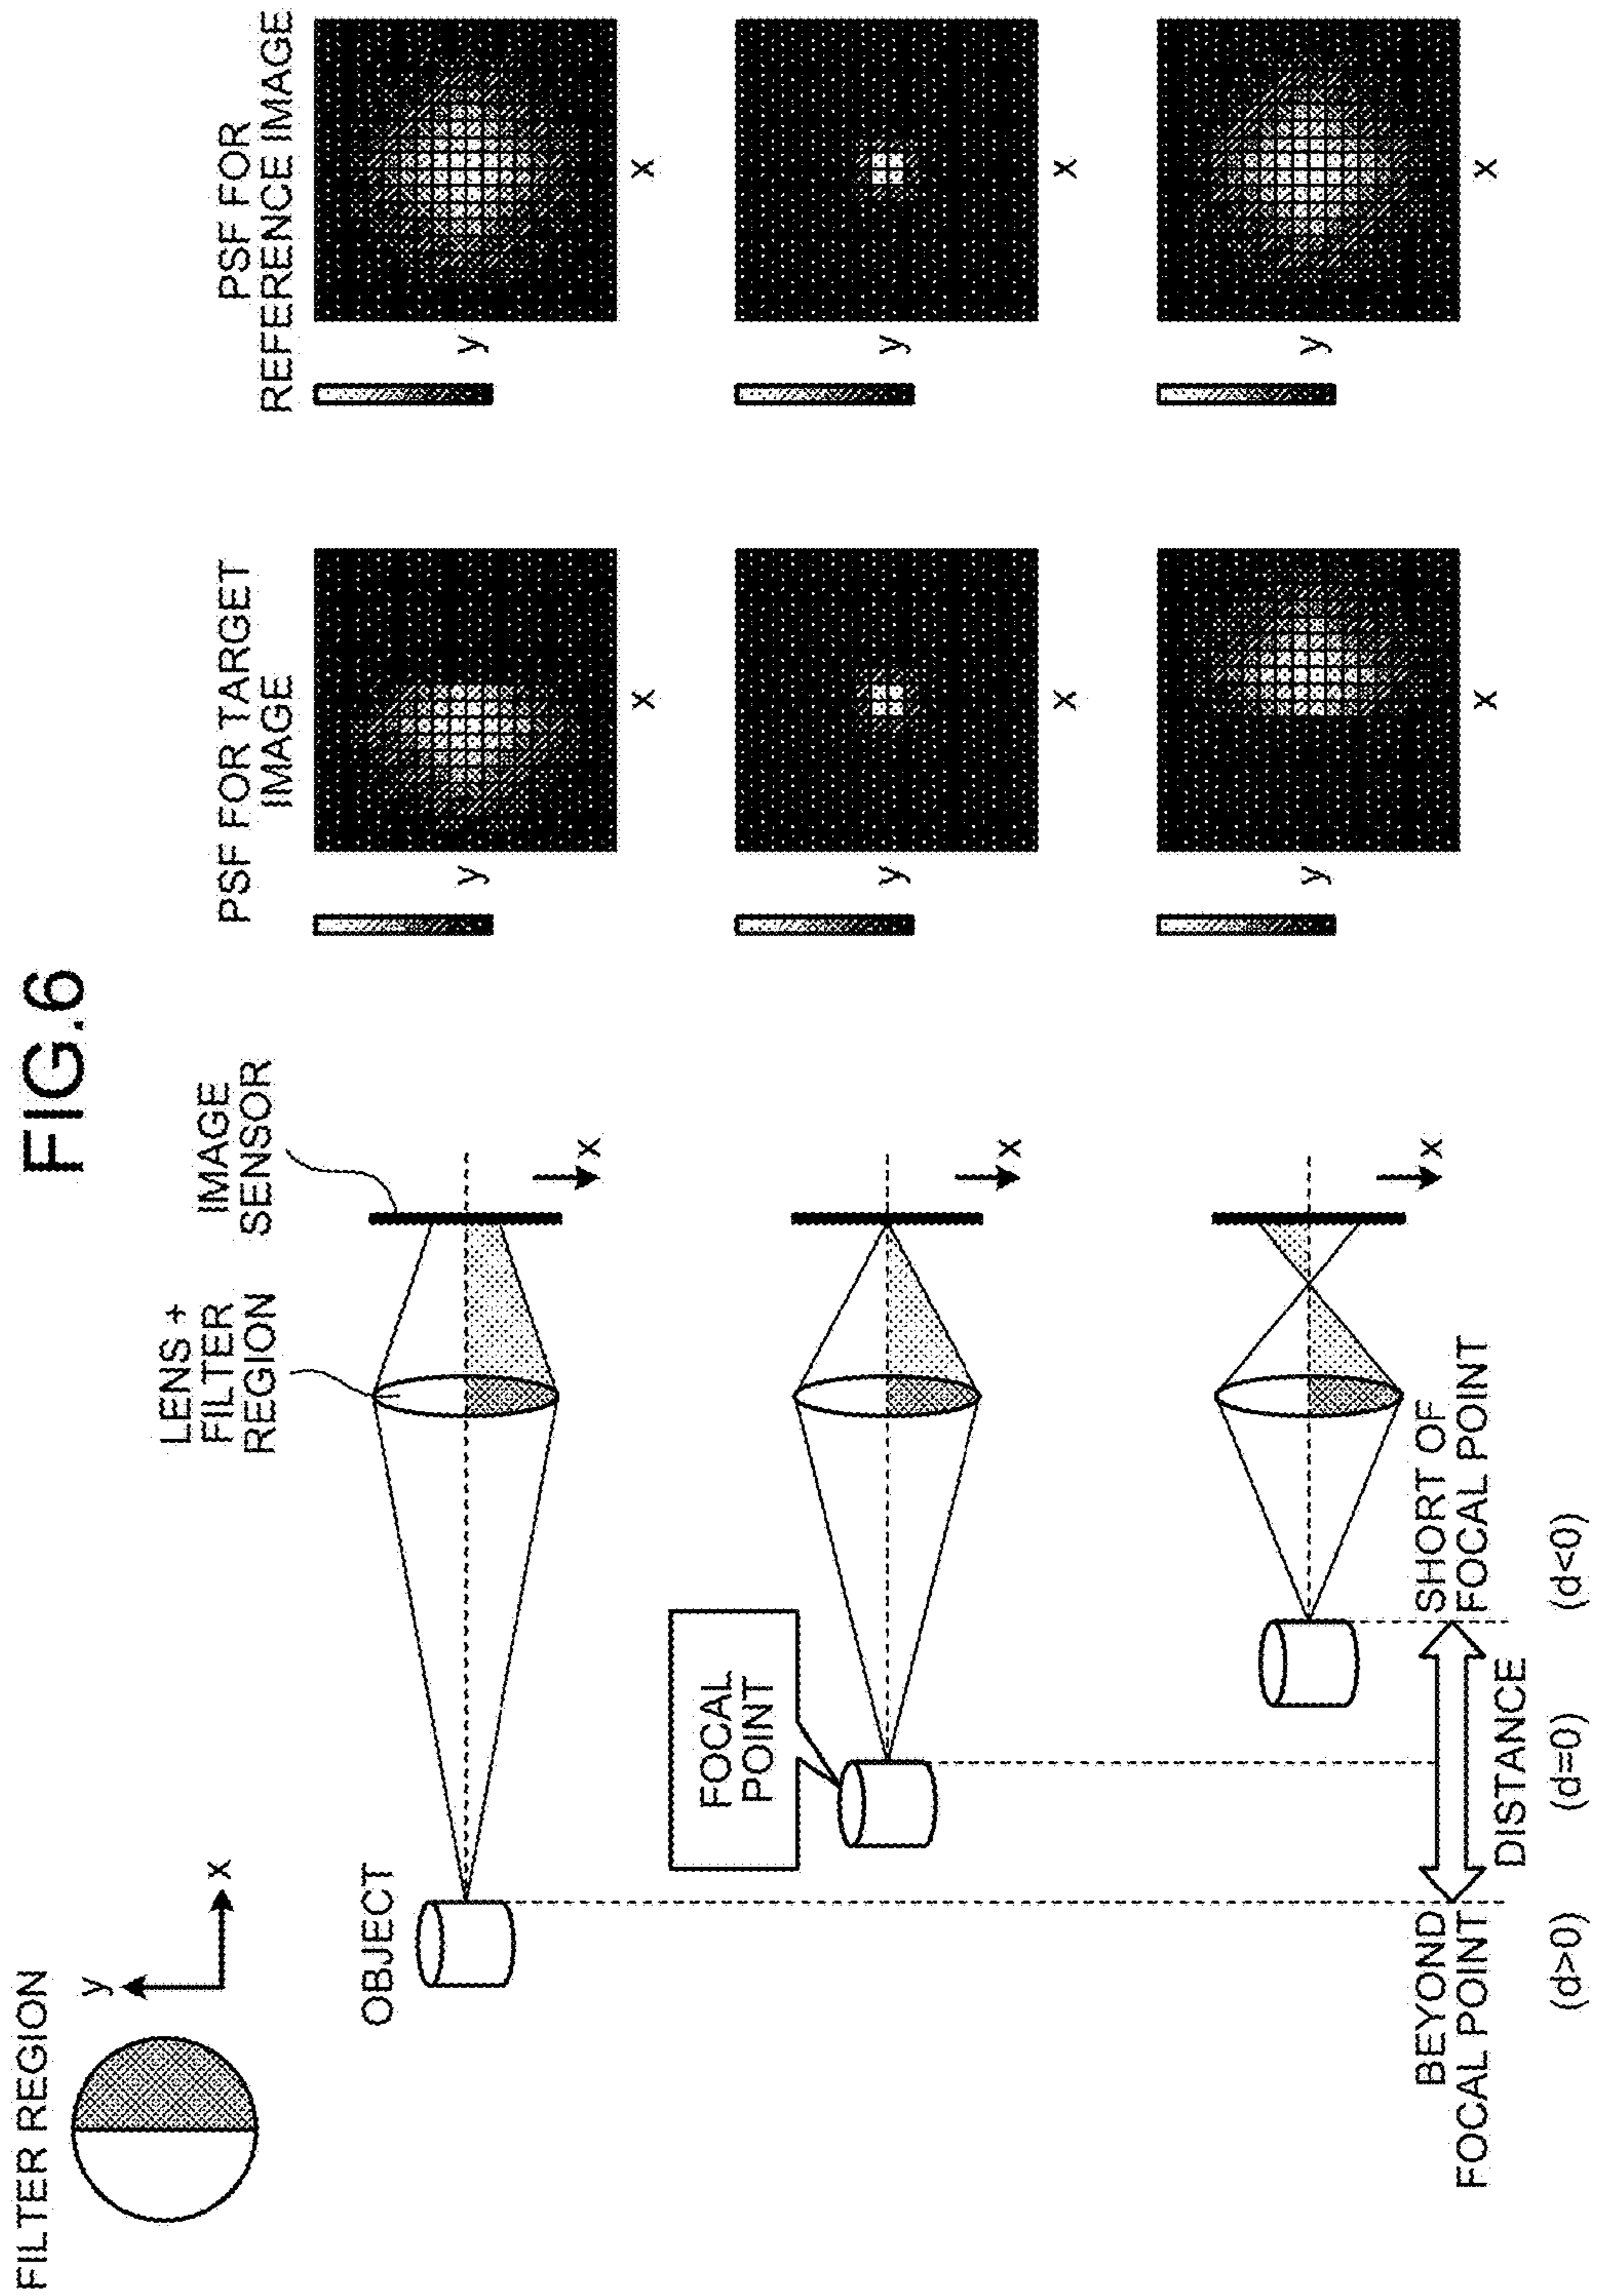 FIG.6
FILTER REGION
y
x
LENS +
FILTER
REGION
IMAGE
SENSOR
PSF FOR TARGET
IMAGE
PSF FOR
REFERENCE IMAGE
OBJECT
x
y
x
y
x
FOCAL
POINT
x
y
x
y
x
x
y
x
y
x
BEYOND
FOCAL POINT
SHORT OF
FOCAL POINT
DISTANCE
(d>0)
(d=0)
(d<0)